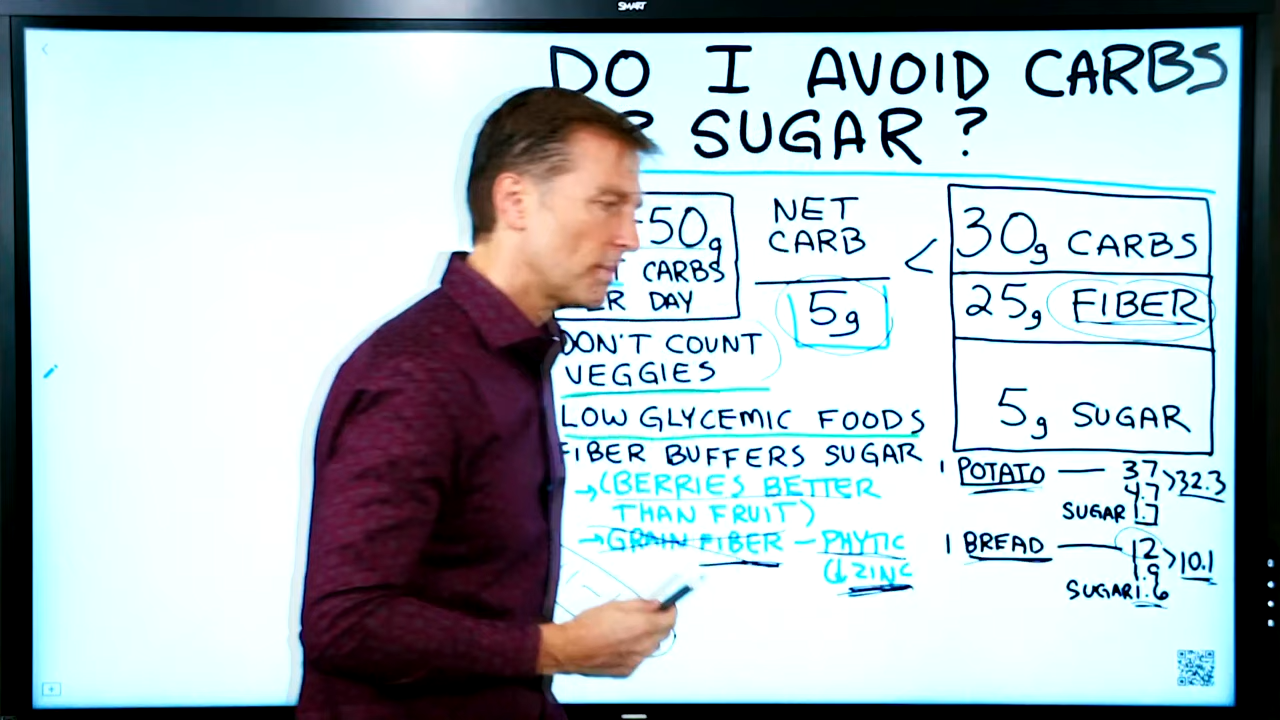 SMART
DO I AVOID CARBS
SUGAR?
50g
NET
CARB
<
30g CARBS
CARBS
DAY
5g
25g FIBER
DON'T COUNT
VEGGIES
5g SUGAR
LOW GLYCEMIC FOODS
FIBER BUFFERS SUGAR
→(BERRIES BETTER
THAN FRUIT)
→GRAIN FIBER — PHYTIC
(↓ZINC
1 POTATO — 37 >32.3
4.7
SUGAR 1.7
1 BREAD — 12 >10.1
1.9
SUGAR 1.6